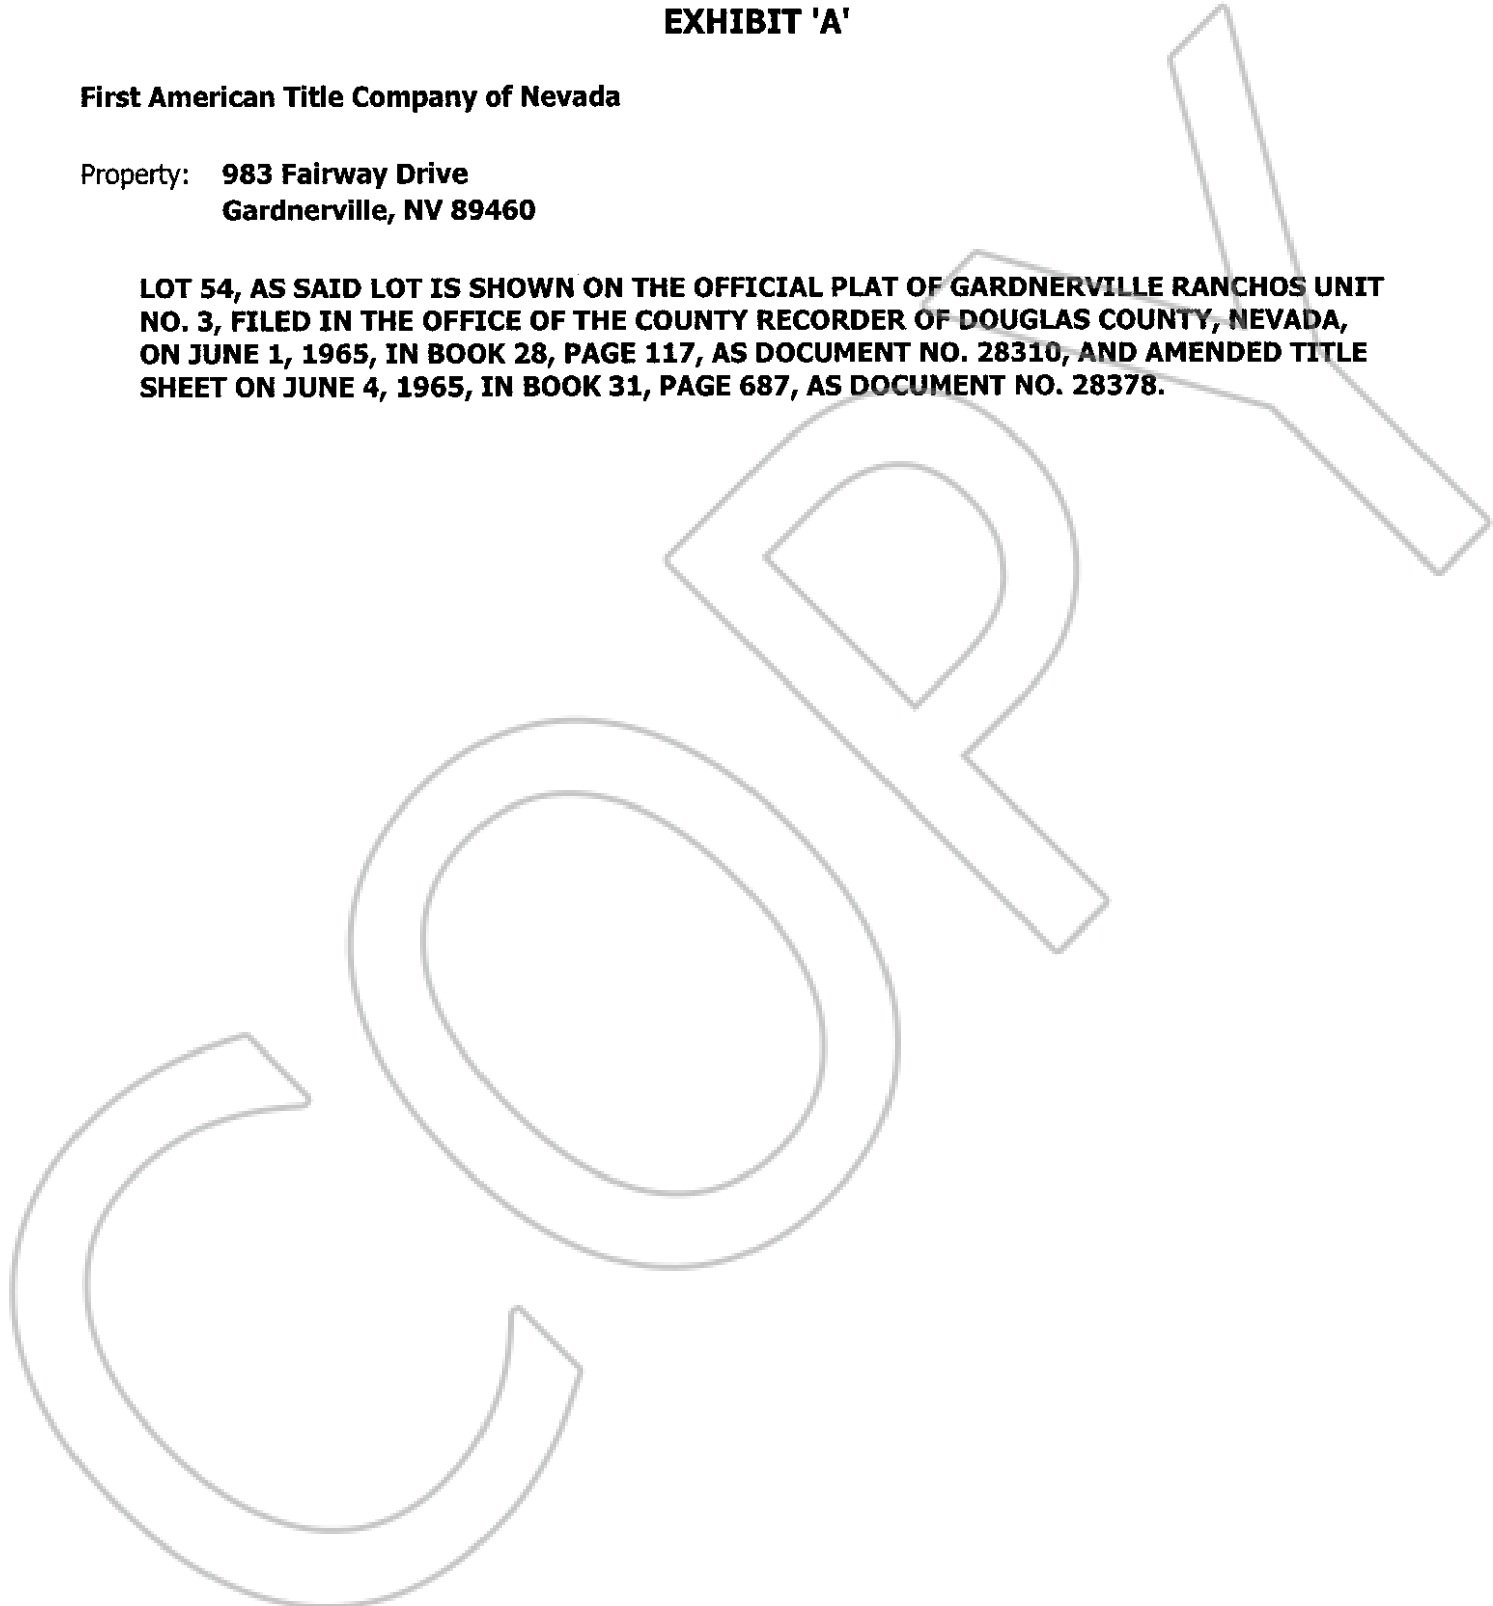 EXHIBIT 'A'
First American Title Company of Nevada
Property: 983 Fairway Drive
Gardnerville, NV 89460
LOT 54, AS SAID LOT IS SHOWN ON THE OFFICIAL PLAT OF GARDNERVILLE RANCHOS UNIT
NO. 3, FILED IN THE OFFICE OF THE COUNTY RECORDER OF DOUGLAS COUNTY, NEVADA,
ON JUNE 1, 1965, IN BOOK 28, PAGE 117, AS DOCUMENT NO. 28310, AND AMENDED TITLE
SHEET ON JUNE 4, 1965, IN BOOK 31, PAGE 687, AS DOCUMENT NO. 28378.
COPY